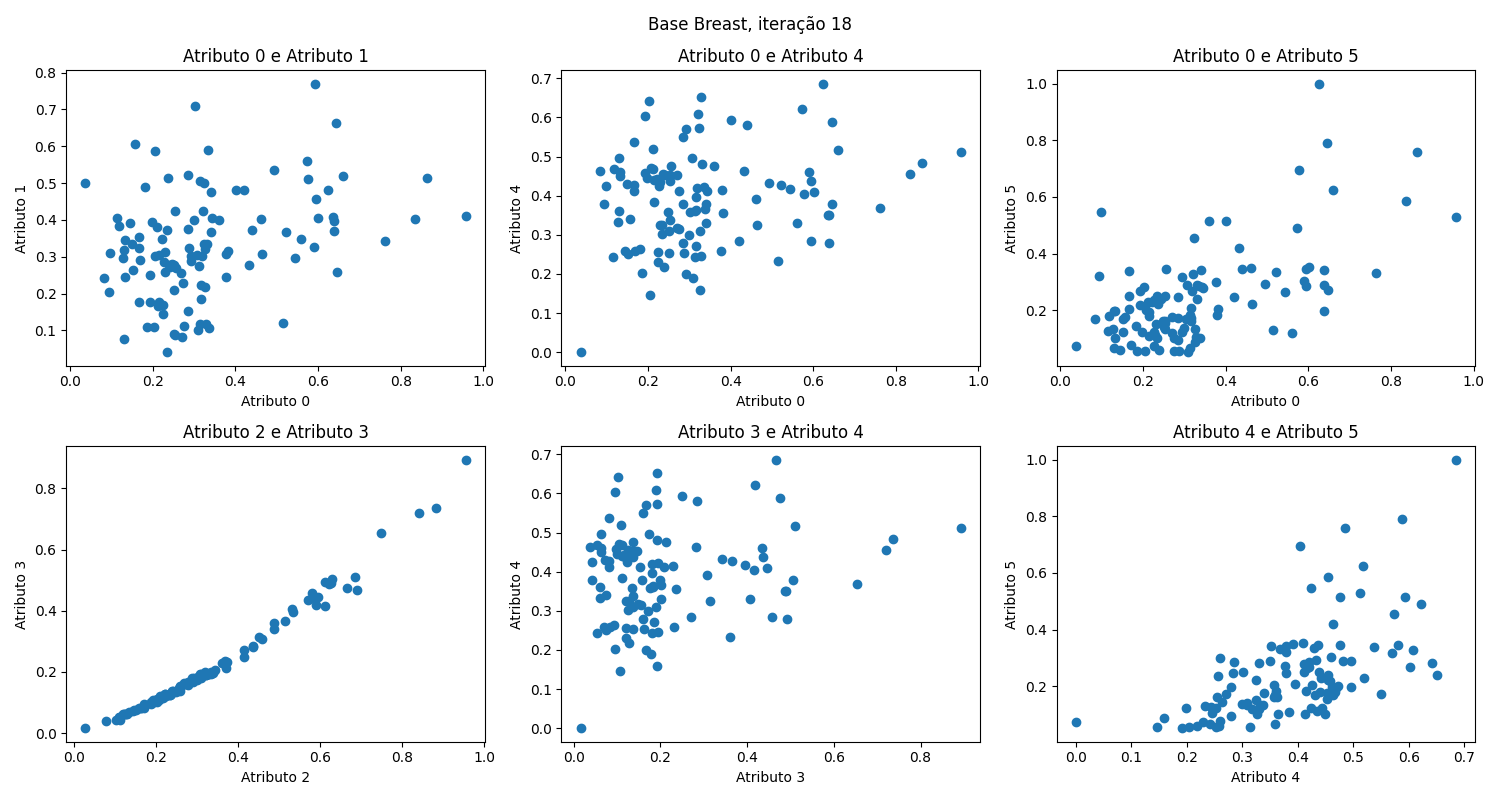 Base Breast, iteração 18
Atributo 0 e Atributo 1
Atributo 1
0.8
0.7
0.6
0.5
0.4
0.3
0.2
0.1
0.0 0.2 0.4 0.6 0.8 1.0
Atributo 0
Atributo 0 e Atributo 4
Atributo 4
0.7
0.6
0.5
0.4
0.3
0.2
0.1
0.0
0.0 0.2 0.4 0.6 0.8 1.0
Atributo 0
Atributo 0 e Atributo 5
Atributo 5
1.0
0.8
0.6
0.4
0.2
0.0 0.2 0.4 0.6 0.8 1.0
Atributo 0
Atributo 2 e Atributo 3
Atributo 3
0.8
0.6
0.4
0.2
0.0
0.0 0.2 0.4 0.6 0.8 1.0
Atributo 2
Atributo 3 e Atributo 4
Atributo 4
0.7
0.6
0.5
0.4
0.3
0.2
0.1
0.0
0.0 0.2 0.4 0.6 0.8
Atributo 3
Atributo 4 e Atributo 5
Atributo 5
1.0
0.8
0.6
0.4
0.2
0.0 0.1 0.2 0.3 0.4 0.5 0.6 0.7
Atributo 4